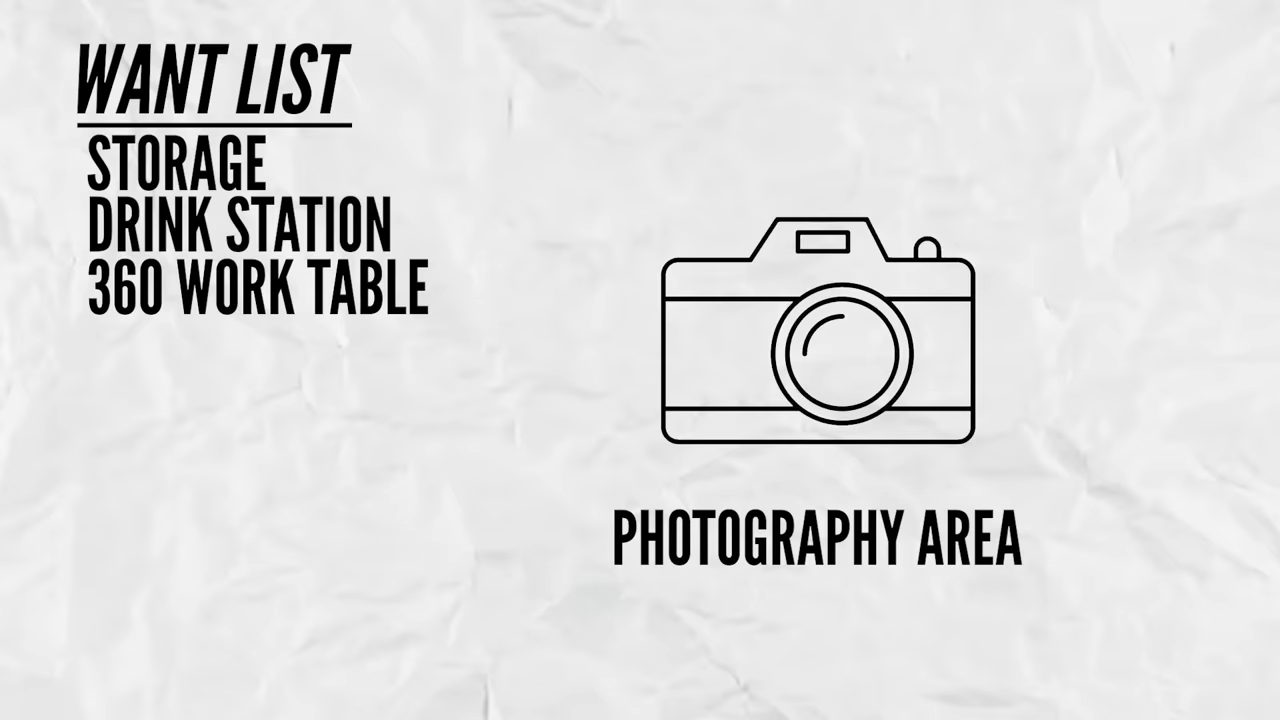 WANT LIST
STORAGE
DRINK STATION
360 WORK TABLE
PHOTOGRAPHY AREA